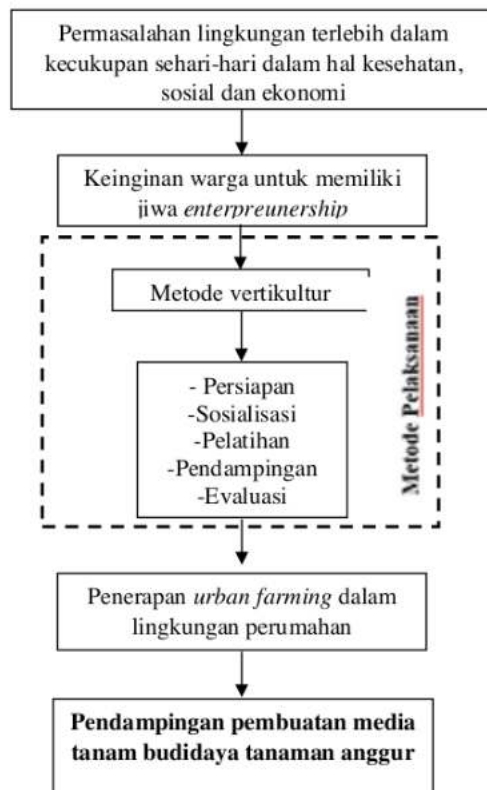 Permasalahan lingkungan terlebih dalam
kecukupan sehari-hari dalam hal kesehatan,
sosial dan ekonomi
Keinginan warga untuk memiliki
jiwa enterpreunership
Metode vertikultur
- Persiapan
-Sosialisasi
-Pelatihan
-Pendampingan
-Evaluasi
Metode Pelaksanaan
Penerapan urban farming dalam
lingkungan perumahan
Pendampingan pembuatan media
tanam budidaya tanaman anggur